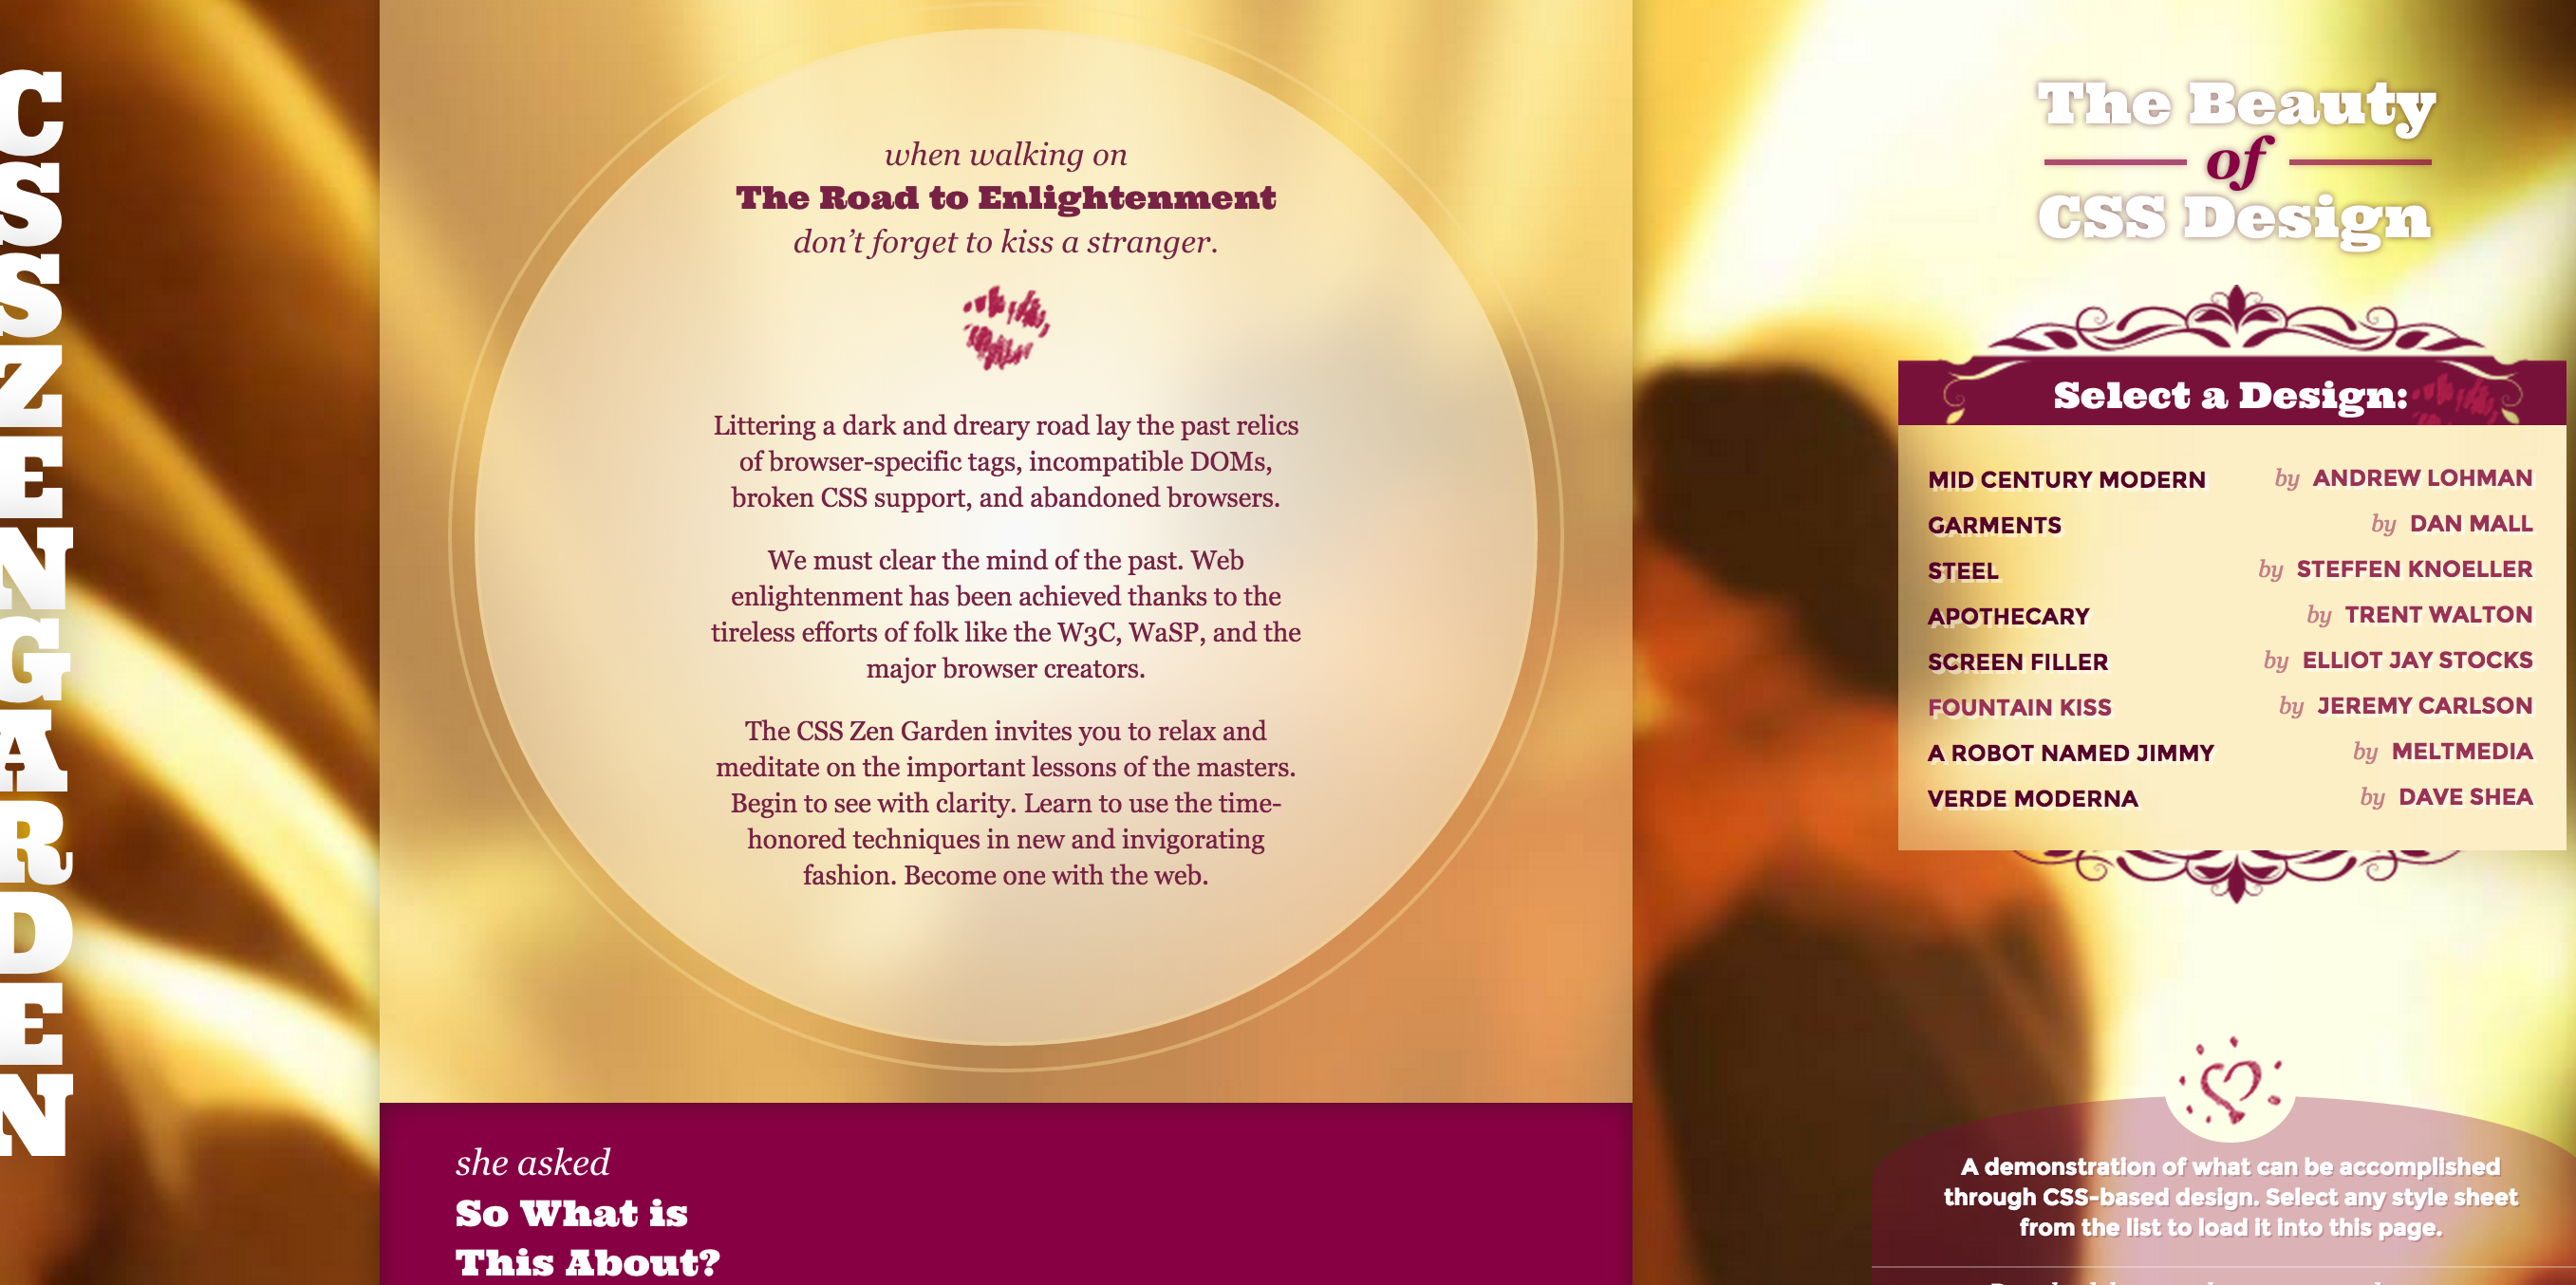 CSS ZEN GARDEN
when walking on
The Road to Enlightenment
don’t forget to kiss a stranger.
Littering a dark and dreary road lay the past relics
of browser-specific tags, incompatible DOMs,
broken CSS support, and abandoned browsers.
We must clear the mind of the past. Web
enlightenment has been achieved thanks to the
tireless efforts of folk like the W3C, WaSP, and the
major browser creators.
The CSS Zen Garden invites you to relax and
meditate on the important lessons of the masters.
Begin to see with clarity. Learn to use the time-
honored techniques in new and invigorating
fashion. Become one with the web.
she asked
So What is
This About?
The Beauty
of
CSS Design
Select a Design:
MID CENTURY MODERN by ANDREW LOHMAN
GARMENTS by DAN MALL
STEEL by STEFFEN KNOELLER
APOTHECARY by TRENT WALTON
SCREEN FILLER by ELLIOT JAY STOCKS
FOUNTAIN KISS by JEREMY CARLSON
A ROBOT NAMED JIMMY by MELTMEDIA
VERDE MODERNA by DAVE SHEA
A demonstration of what can be accomplished
through CSS-based design. Select any style sheet
from the list to load it into this page.